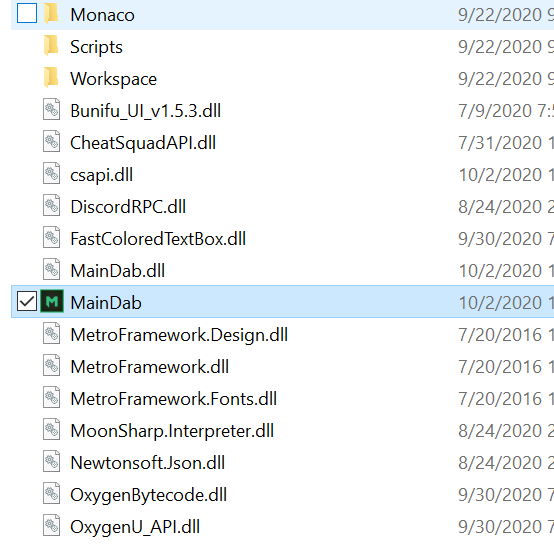 Monaco 9/22/2020 9
Scripts 9/22/2020 9
Workspace 9/22/2020 9
Bunifu_UI_v1.5.3.dll 7/9/2020 7:5
CheatSquadAPI.dll 7/31/2020 1
csapi.dll 10/2/2020 1
DiscordRPC.dll 8/24/2020 2
FastColoredTextBox.dll 9/30/2020 7
MainDab.dll 10/2/2020 1
M MainDab 10/2/2020 1
MetroFramework.Design.dll 7/20/2016 1
MetroFramework.dll 7/20/2016 1
MetroFramework.Fonts.dll 7/20/2016 1
MoonSharp.Interpreter.dll 8/24/2020 2
Newtonsoft.Json.dll 8/24/2020 2
OxygenBytecode.dll 9/30/2020 7
OxygenU_API.dll 9/30/2020 7